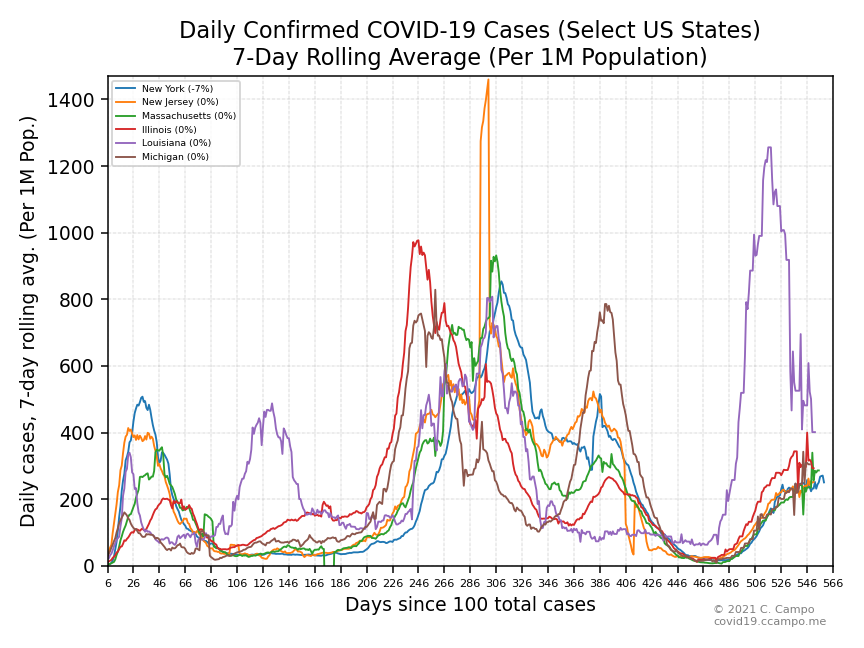 Daily Confirmed COVID-19 Cases (Select US States)
7-Day Rolling Average (Per 1M Population)
Daily cases, 7-day rolling avg. (Per 1M Pop.)
1400
1200
1000
800
600
400
200
0
New York (-7%)
New Jersey (0%)
Massachusetts (0%)
Illinois (0%)
Louisiana (0%)
Michigan (0%)
6 26 46 66 86 106 126 146 166 186 206 226 246 266 286 306 326 346 366 386 406 426 446 466 486 506 526 546 566
Days since 100 total cases
© 2021 C. Campo
covid19.ccampo.me